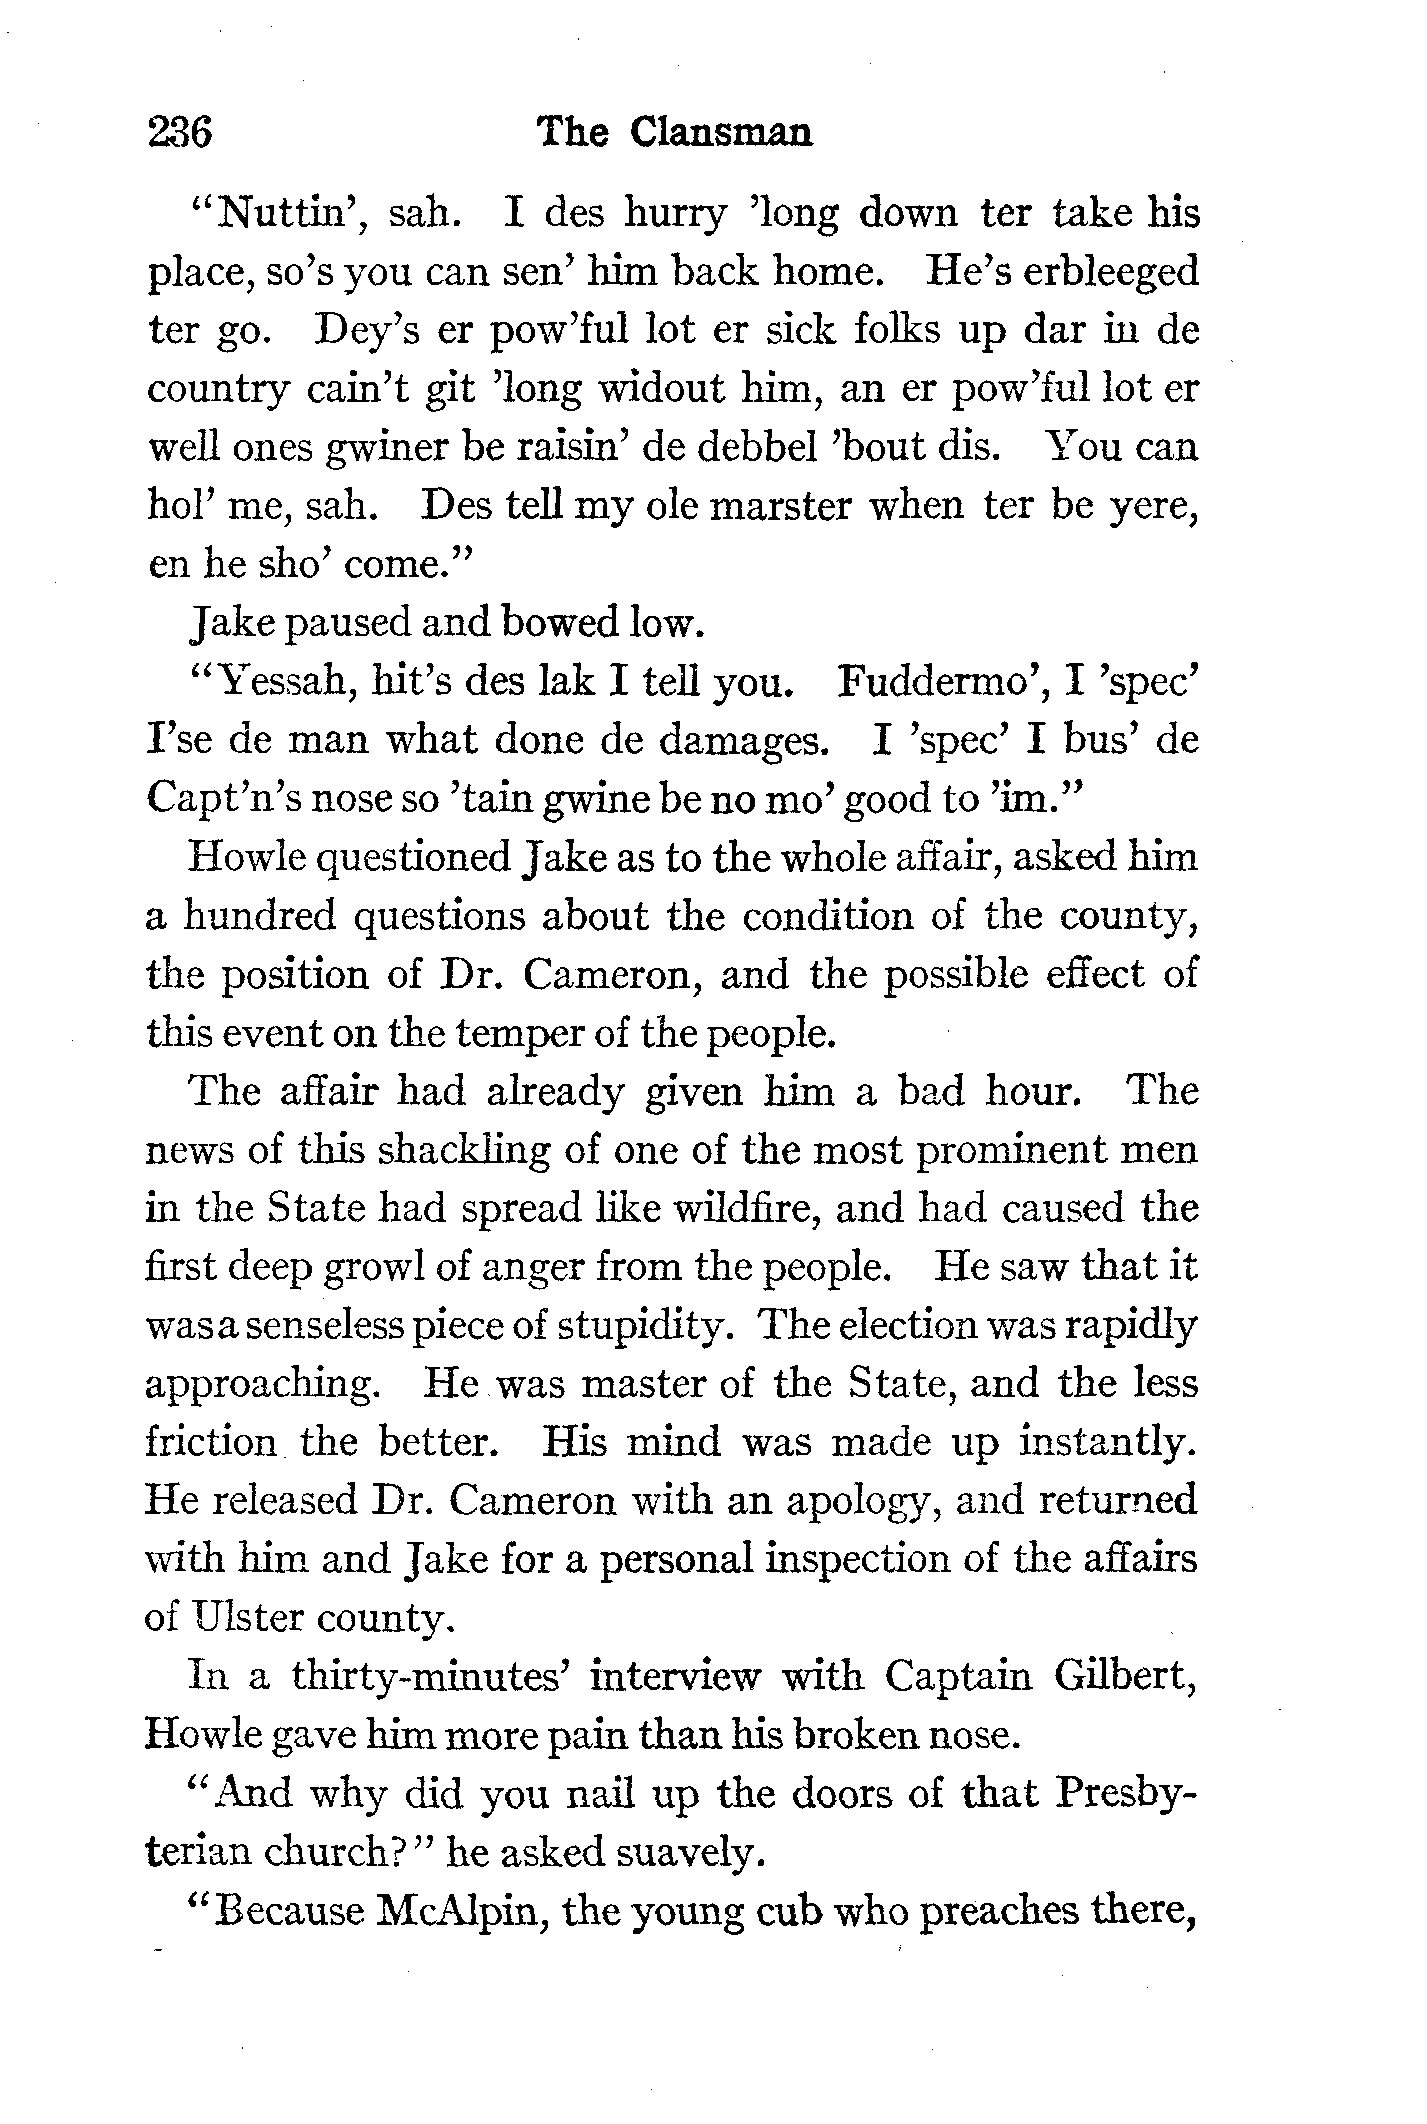 236 The Clansman
“Nuttin’, sah. I des hurry ’long down ter take his
place, so’s you can sen’ him back home. He’s erbleeged
ter go. Dey’s er pow’ful lot er sick folks up dar in de
country cain’t git ’long widout him, an er pow’ful lot er
well ones gwiner be raisin’ de debbel ’bout dis. You can
hol’ me, sah. Des tell my ole marster when ter be yere,
en he sho’ come.”
Jake paused and bowed low.
“Yessah, hit’s des lak I tell you. Fuddermo’, I ’spec’
I’se de man what done de damages. I ’spec’ I bus’ de
Capt’n’s nose so ’tain gwine be no mo’ good to ’im.”
Howle questioned Jake as to the whole affair, asked him
a hundred questions about the condition of the county,
the position of Dr. Cameron, and the possible effect of
this event on the temper of the people.
The affair had already given him a bad hour. The
news of this shackling of one of the most prominent men
in the State had spread like wildfire, and had caused the
first deep growl of anger from the people. He saw that it
was a senseless piece of stupidity. The election was rapidly
approaching. He was master of the State, and the less
friction the better. His mind was made up instantly.
He released Dr. Cameron with an apology, and returned
with him and Jake for a personal inspection of the affairs
of Ulster county.
In a thirty-minutes’ interview with Captain Gilbert,
Howle gave him more pain than his broken nose.
“And why did you nail up the doors of that Presby-
terian church?” he asked suavely.
“Because McAlpin, the young cub who preaches there,